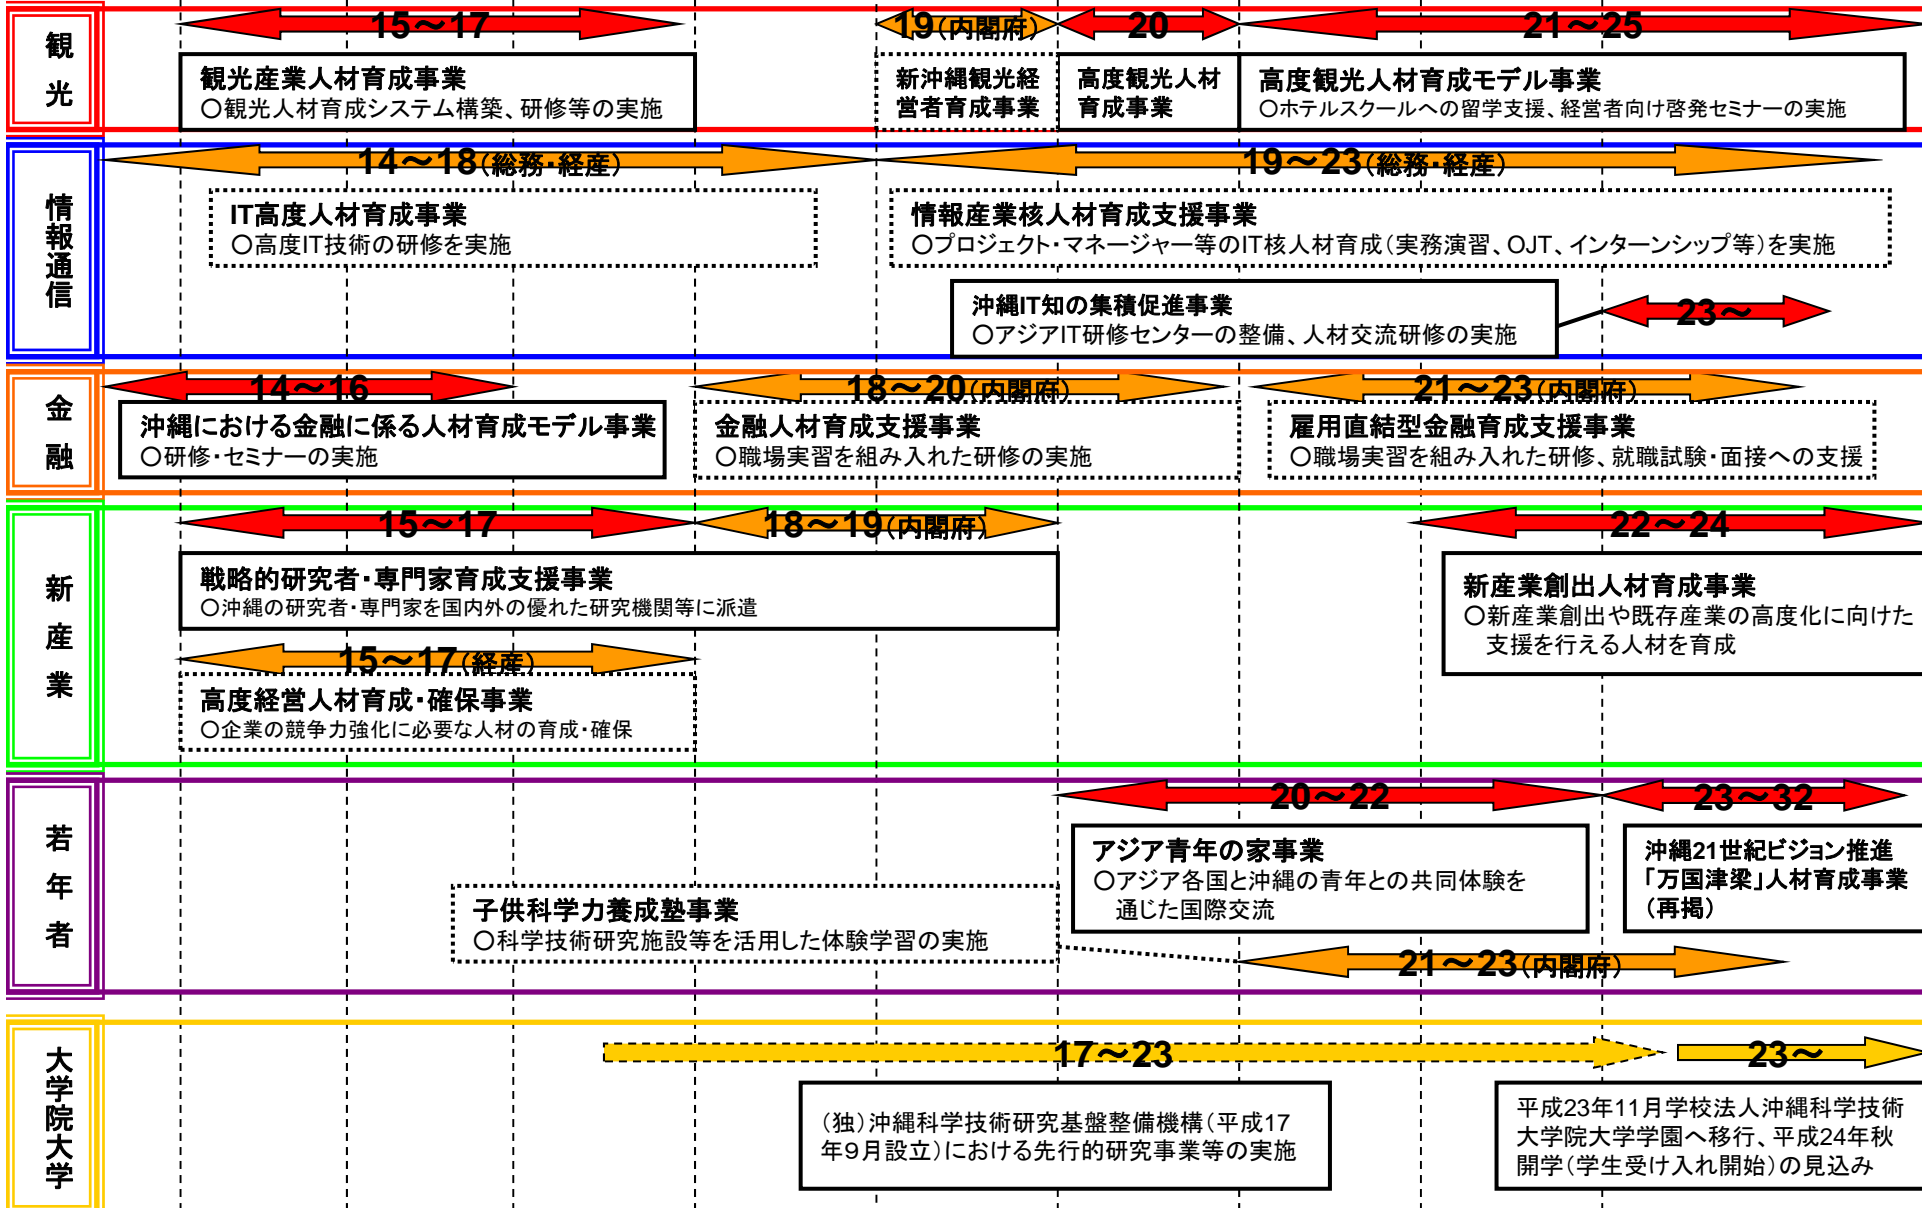 観光
15～17
19(内閣府)
20
21～25
観光産業人材育成事業
○観光人材育成システム構築、研修等の実施
新沖縄観光経
営者育成事業
高度観光人材
育成事業
高度観光人材育成モデル事業
○ホテルスクールへの留学支援、経営者向け啓発セミナーの実施
情報通信
14～18(総務・経産)
19～23(総務・経産)
IT高度人材育成事業
○高度IT技術の研修を実施
情報産業核人材育成支援事業
○プロジェクト・マネージャー等のIT核人材育成(実務演習、OJT、インターンシップ等)を実施
沖縄IT知の集積促進事業
○アジアIT研修センターの整備、人材交流研修の実施
23～
金融
14～16
18～20(内閣府)
21～23(内閣府)
沖縄における金融に係る人材育成モデル事業
○研修・セミナーの実施
金融人材育成支援事業
○職場実習を組み入れた研修の実施
雇用直結型金融育成支援事業
○職場実習を組み入れた研修、就職試験・面接への支援
新産業
15～17
18～19(内閣府)
22～24
戦略的研究者・専門家育成支援事業
○沖縄の研究者・専門家を国内外の優れた研究機関等に派遣
新産業創出人材育成事業
○新産業創出や既存産業の高度化に向けた
支援を行える人材を育成
15～17(経産)
高度経営人材育成・確保事業
○企業の競争力強化に必要な人材の育成・確保
若年者
20～22
23～32
アジア青年の家事業
○アジア各国と沖縄の青年との共同体験を
通じた国際交流
沖縄21世紀ビジョン推進
「万国津梁」人材育成事業
(再掲)
子供科学力養成塾事業
○科学技術研究施設等を活用した体験学習の実施
21～23(内閣府)
大学院大学
17～23
23～
(独)沖縄科学技術研究基盤整備機構(平成17
年9月設立)における先行的研究事業等の実施
平成23年11月学校法人沖縄科学技術
大学院大学学園へ移行、平成24年秋
開学(学生受け入れ開始)の見込み